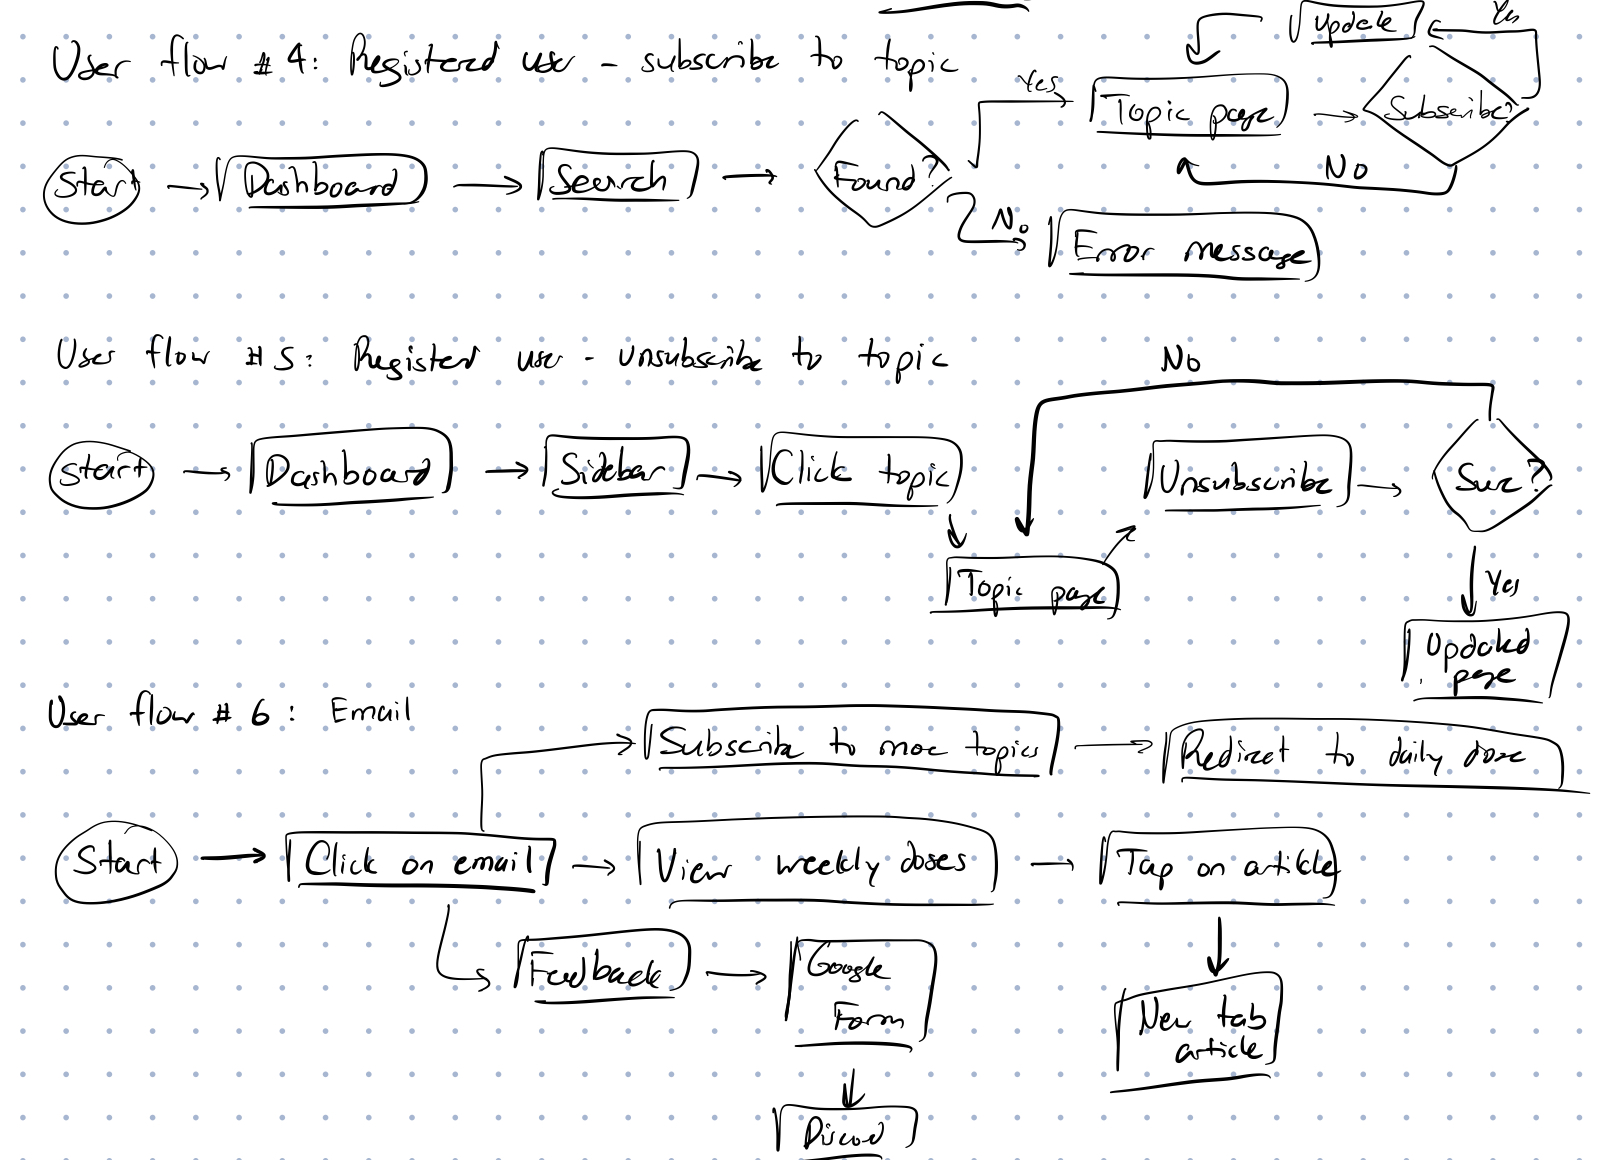 Yes
Update
User flow # 4: Registered user - subscribe to topic
Yes
Topic page
Subscribe?
Start
Dashboard
Search
Found?
No
No
Error message
User flow # 5: Registered user - unsubscribe to topic
No
Start
Dashboard
Sidebar
Click topic
Unsubscribe
Sure?
Topic page
Yes
Updated
page
User flow # 6: Email
Subscribe to more topics
Redirect to daily dose
Start
Click on email
View weekly doses
Tap on article
Feedback
Google
Form
New tab
article
Discord